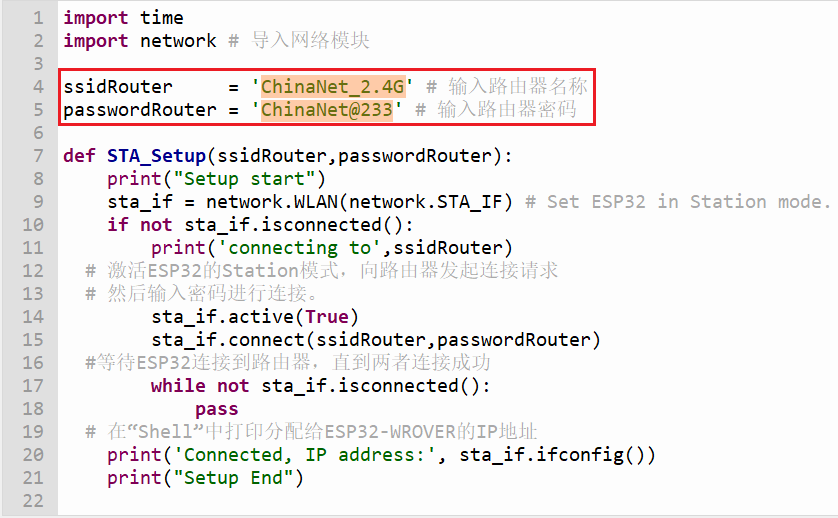 1 import time
2 import network # 导入网络模块
3
4 ssidRouter     = 'ChinaNet_2.4G' # 输入路由器名称
5 passwordRouter = 'ChinaNet@233' # 输入路由器密码
6
7 def STA_Setup(ssidRouter,passwordRouter):
8     print("Setup start")
9     sta_if = network.WLAN(network.STA_IF) # Set ESP32 in Station mode.
10     if not sta_if.isconnected():
11         print('connecting to',ssidRouter)
12   # 激活ESP32的Station模式，向路由器发起连接请求
13   # 然后输入密码进行连接。
14         sta_if.active(True)
15         sta_if.connect(ssidRouter,passwordRouter)
16   #等待ESP32连接到路由器，直到两者连接成功
17         while not sta_if.isconnected():
18             pass
19   # 在“Shell”中打印分配给ESP32-WROVER的IP地址
20     print('Connected, IP address:', sta_if.ifconfig())
21     print("Setup End")
22